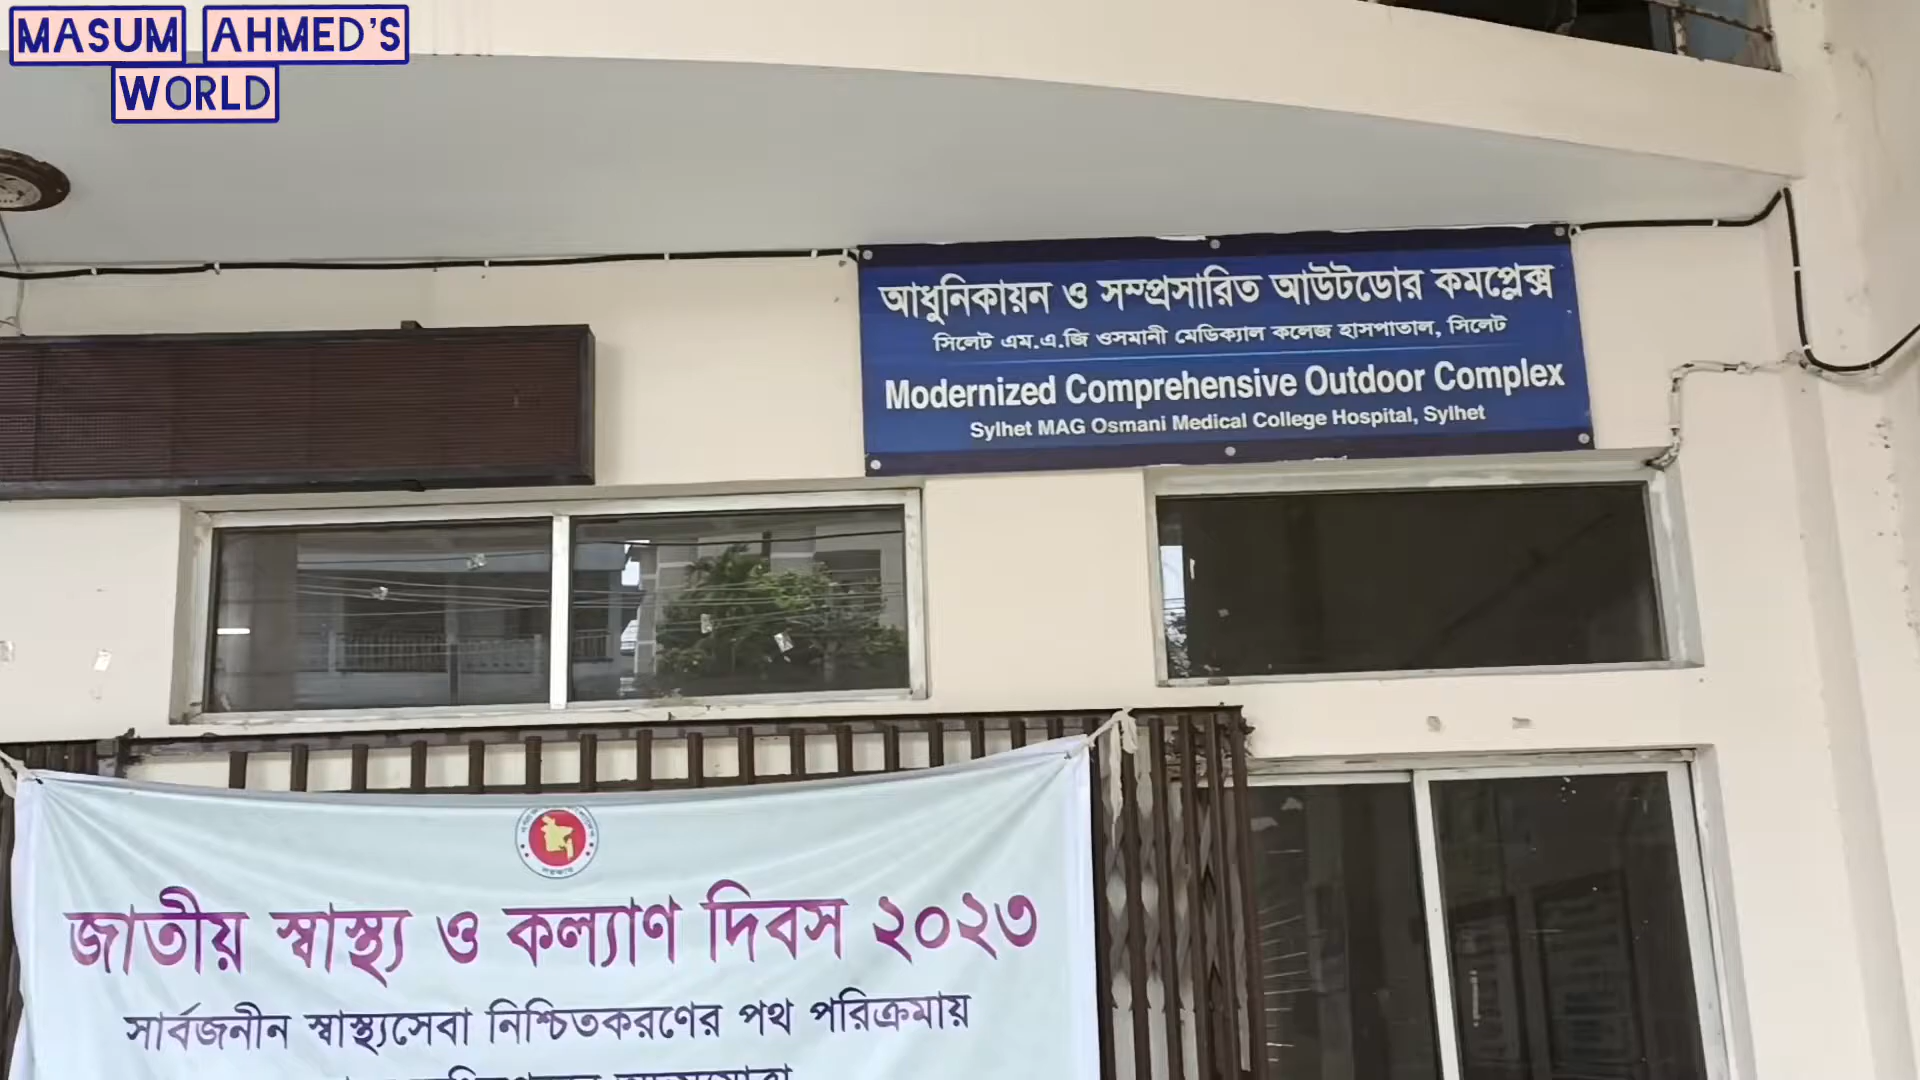 MASUM AHMED'S
WORLD
আধুনিকায়ন ও সম্প্রসারিত আউটডোর কমপ্লেক্স
সিলেট এম.এ.জি ওসমানী মেডিক্যাল কলেজ হাসপাতাল, সিলেট
Modernized Comprehensive Outdoor Complex
Sylhet MAG Osmani Medical College Hospital, Sylhet
জাতীয় স্বাস্থ্য ও কল্যাণ দিবস ২০২৩
সার্বজনীন স্বাস্থ্যসেবা নিশ্চিতকরণের পথ পরিক্রমায়